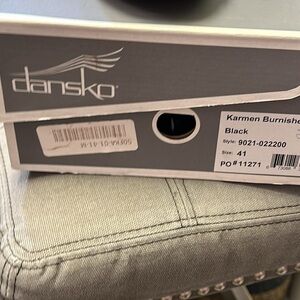 dansko
Karmen Burnishe
Black
Style: 9021-022200
Size: 41
PO#11271